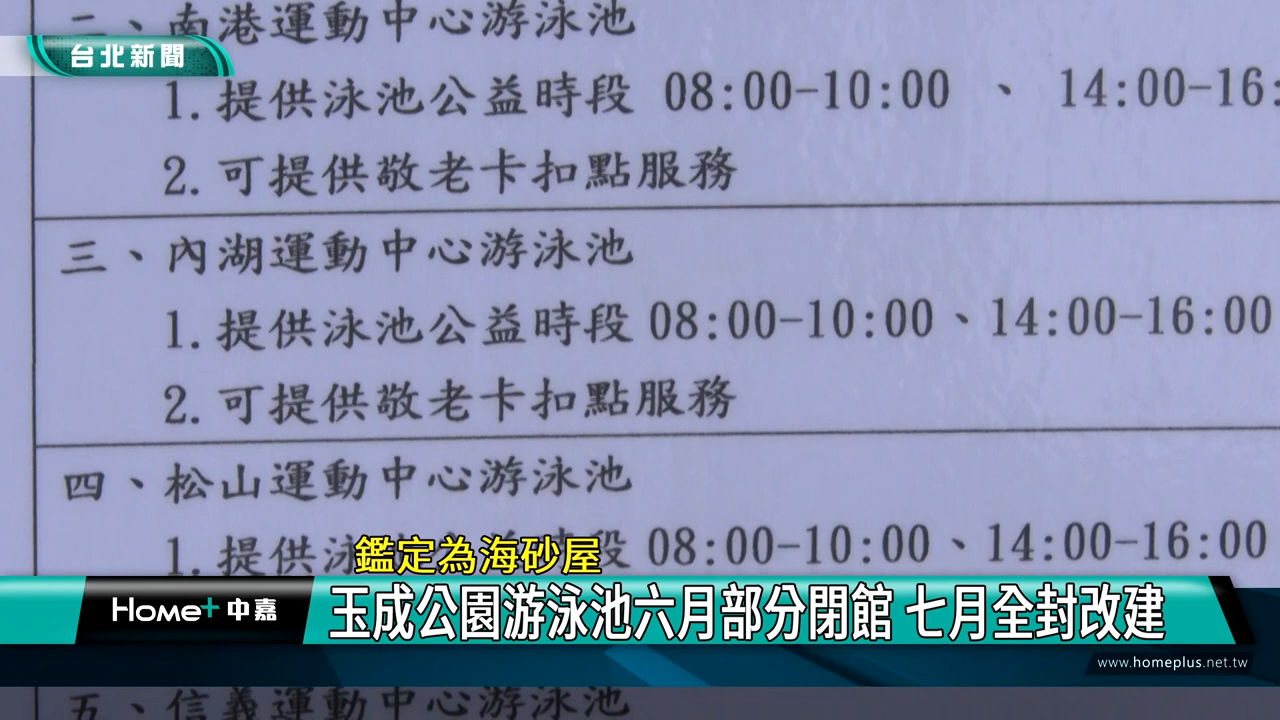 二、南港運動中心游泳池
台北新聞
1.提供泳池公益時段 08:00-10:00 、 14:00-16:
2.可提供敬老卡扣點服務
三、內湖運動中心游泳池
1.提供泳池公益時段 08:00-10:00、14:00-16:00
2.可提供敬老卡扣點服務
四、松山運動中心游泳池
1.提供泳池公益時段 08:00-10:00、14:00-16:00
鑑定為海砂屋
Home+中嘉
玉成公園游泳池六月部分閉館 七月全封改建
www.homeplus.net.tw
五、信義運動中心游泳池